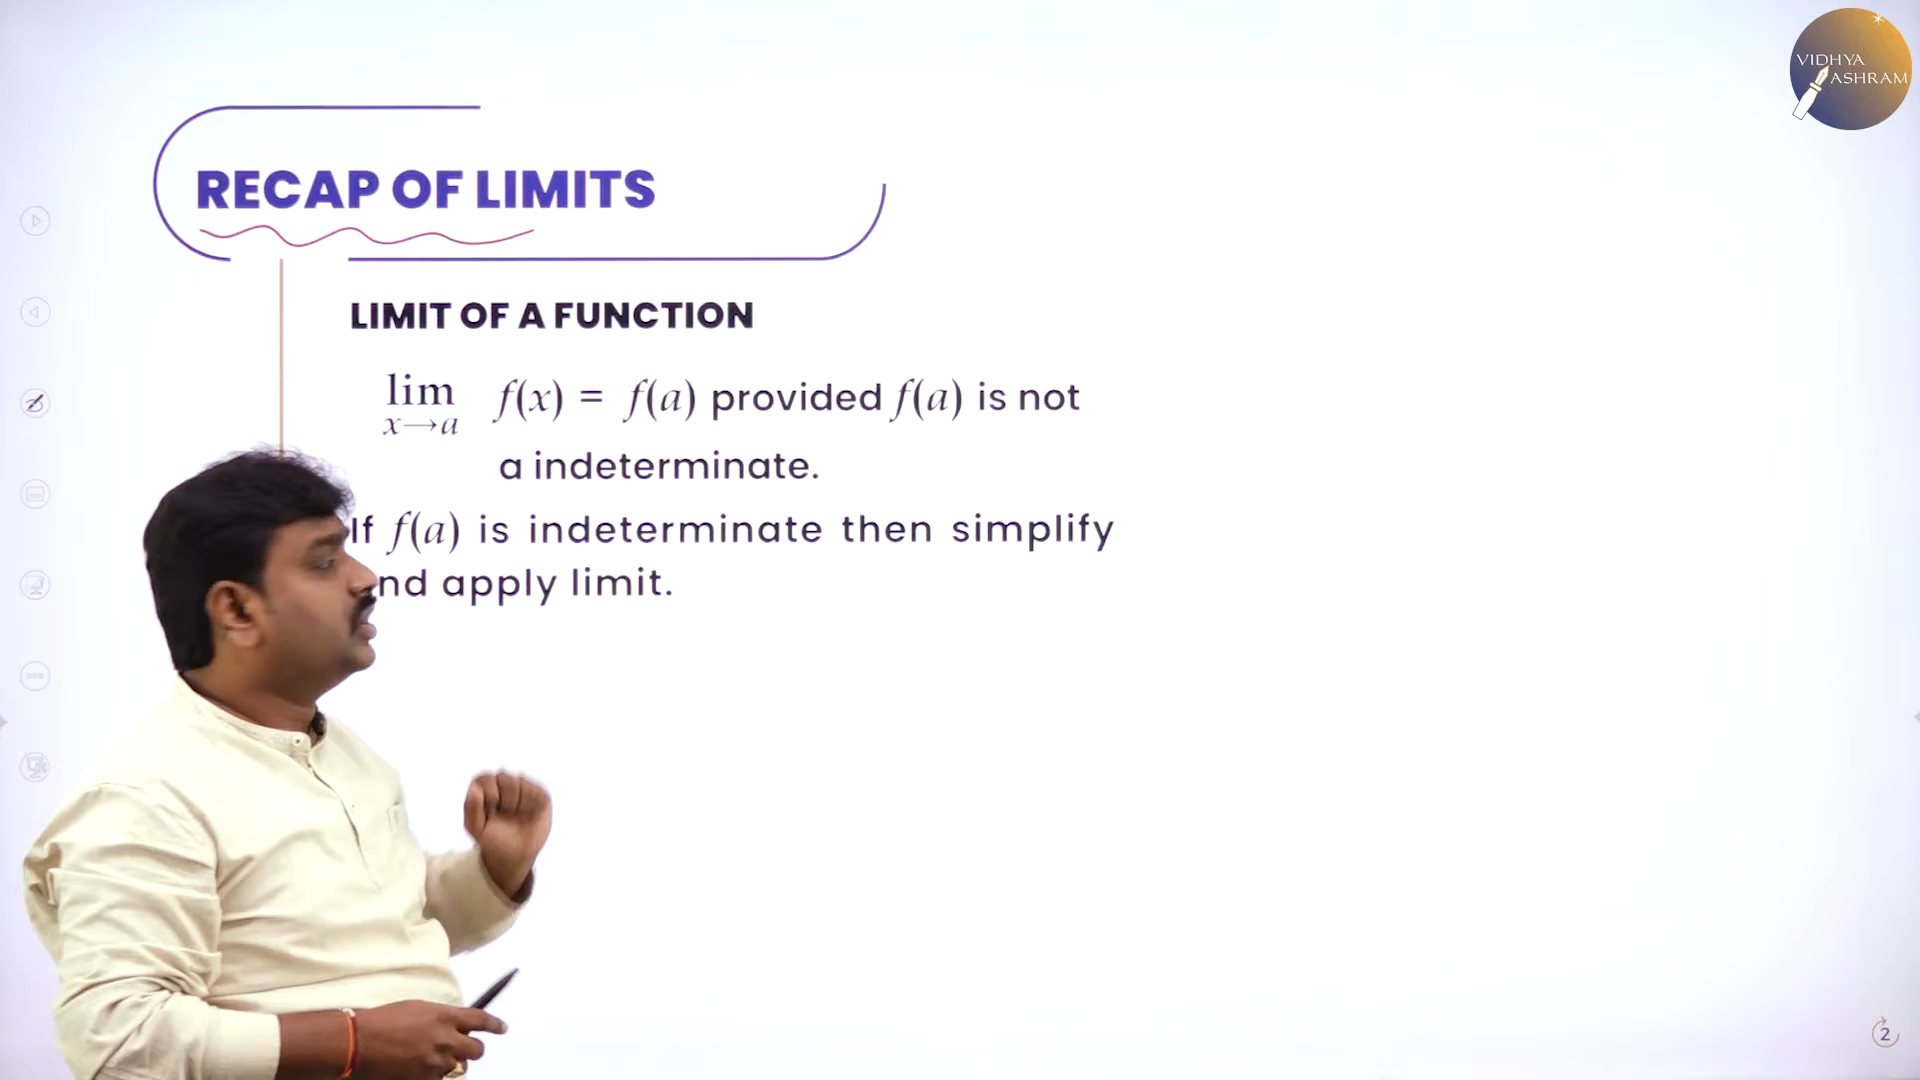 VIDHYA
ASHRAM
RECAP OF LIMITS
LIMIT OF A FUNCTION
lim f(x) = f(a) provided f(a) is not
x→a
a indeterminate.
If f(a) is indeterminate then simplify
nd apply limit.
2